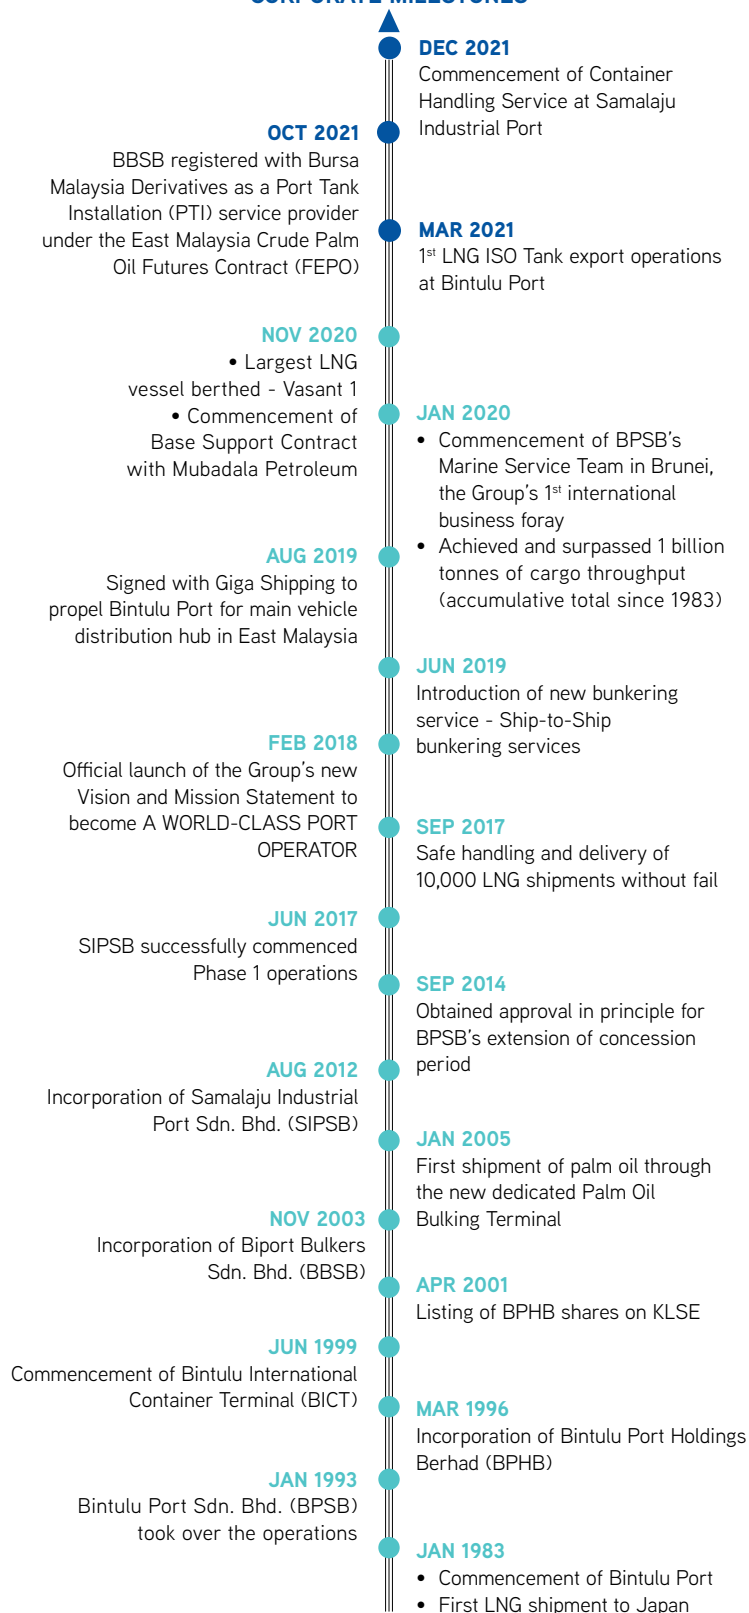 CORPORATE MILESTONES
DEC 2021
Commencement of Container
Handling Service at Samalaju
Industrial Port
OCT 2021
BBSB registered with Bursa
Malaysia Derivatives as a Port Tank
Installation (PTI) service provider
under the East Malaysia Crude Palm
Oil Futures Contract (FEPO)
MAR 2021
1st LNG ISO Tank export operations
at Bintulu Port
NOV 2020
• Largest LNG
vessel berthed - Vasant 1
• Commencement of
Base Support Contract
with Mubadala Petroleum
JAN 2020
• Commencement of BPSB's
Marine Service Team in Brunei,
the Group's 1st international
business foray
• Achieved and surpassed 1 billion
tonnes of cargo throughput
(accumulative total since 1983)
AUG 2019
Signed with Giga Shipping to
propel Bintulu Port for main vehicle
distribution hub in East Malaysia
JUN 2019
Introduction of new bunkering
service - Ship-to-Ship
bunkering services
FEB 2018
Official launch of the Group's new
Vision and Mission Statement to
become A WORLD-CLASS PORT
OPERATOR
SEP 2017
Safe handling and delivery of
10,000 LNG shipments without fail
JUN 2017
SIPSB successfully commenced
Phase 1 operations
SEP 2014
Obtained approval in principle for
BPSB's extension of concession
period
AUG 2012
Incorporation of Samalaju Industrial
Port Sdn. Bhd. (SIPSB)
JAN 2005
First shipment of palm oil through
the new dedicated Palm Oil
Bulking Terminal
NOV 2003
Incorporation of Biport Bulkers
Sdn. Bhd. (BBSB)
APR 2001
Listing of BPHB shares on KLSE
JUN 1999
Commencement of Bintulu International
Container Terminal (BICT)
MAR 1996
Incorporation of Bintulu Port Holdings
Berhad (BPHB)
JAN 1993
Bintulu Port Sdn. Bhd. (BPSB)
took over the operations
JAN 1983
• Commencement of Bintulu Port
• First LNG shipment to Japan